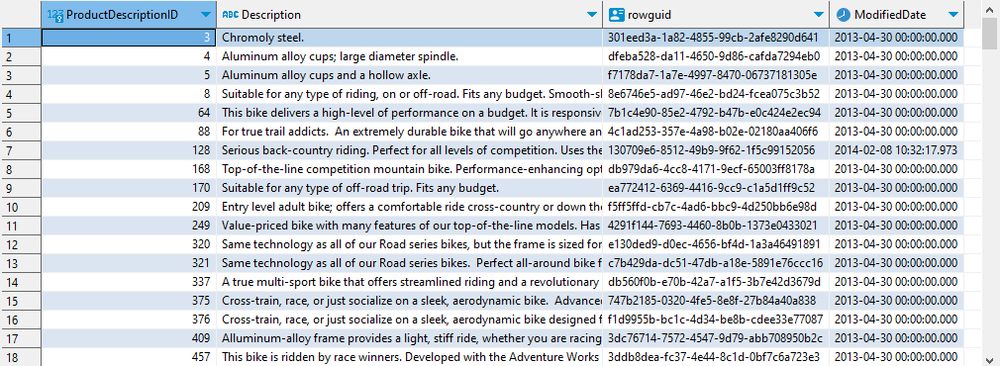 123 ProductDescriptionID ABC Description rowguid ModifiedDate
1 3 Chromoly steel. 301eed3a-1a82-4855-99cb-2afe8290d641 2013-04-30 00:00:00.000
2 4 Aluminum alloy cups; large diameter spindle. dfeba528-da11-4650-9d86-cafda7294eb0 2013-04-30 00:00:00.000
3 5 Aluminum alloy cups and a hollow axle. f7178da7-1a7e-4997-8470-06737181305e 2013-04-30 00:00:00.000
4 8 Suitable for any type of riding, on or off-road. Fits any budget. Smooth-sl 8e6746e5-ad97-46e2-bd24-fcea075c3b52 2013-04-30 00:00:00.000
5 64 This bike delivers a high-level of performance on a budget. It is responsiv 7b1c4e90-85e2-4792-b47b-e0c424e2ec94 2013-04-30 00:00:00.000
6 88 For true trail addicts.  An extremely durable bike that will go anywhere an 4c1ad253-357e-4a98-b02e-02180aa406f6 2013-04-30 00:00:00.000
7 128 Serious back-country riding. Perfect for all levels of competition. Uses the 130709e6-8512-49b9-9f62-1f5c99152056 2014-02-08 10:32:17.973
8 168 Top-of-the-line competition mountain bike. Performance-enhancing opt db979da6-4cc8-4171-9ecf-65003ff8178a 2013-04-30 00:00:00.000
9 170 Suitable for any type of off-road trip. Fits any budget. ea772412-6369-4416-9cc9-c1a5d1ff9c52 2013-04-30 00:00:00.000
10 209 Entry level adult bike; offers a comfortable ride cross-country or down the f5ff5ffd-cb7c-4ad6-bbc9-4d250bb6e98d 2013-04-30 00:00:00.000
11 249 Value-priced bike with many features of our top-of-the-line models. Has 4291f144-7693-4460-8b0b-1373e0433021 2013-04-30 00:00:00.000
12 320 Same technology as all of our Road series bikes, but the frame is sized for e130ded9-d0ec-4656-bf4d-1a3a46491891 2013-04-30 00:00:00.000
13 321 Same technology as all of our Road series bikes.  Perfect all-around bike f c7b429da-dc51-47db-a18e-5891e76ccc16 2013-04-30 00:00:00.000
14 337 A true multi-sport bike that offers streamlined riding and a revolutionary db560f0b-e70b-42a7-a1f5-3b7e42d3679d 2013-04-30 00:00:00.000
15 375 Cross-train, race, or just socialize on a sleek, aerodynamic bike.  Advance 747b2185-0320-4fe5-8e8f-27b84a40a838 2013-04-30 00:00:00.000
16 376 Cross-train, race, or just socialize on a sleek, aerodynamic bike designed f f1d9955b-bc1c-4d34-be8b-cdee33e77087 2013-04-30 00:00:00.000
17 409 Alluminum-alloy frame provides a light, stiff ride, whether you are racing 3dc76714-7572-4547-9d79-abb708950b2c 2013-04-30 00:00:00.000
18 457 This bike is ridden by race winners. Developed with the Adventure Works 3ddb8dea-fc37-4e44-8c1d-0bf7c6a723e3 2013-04-30 00:00:00.000